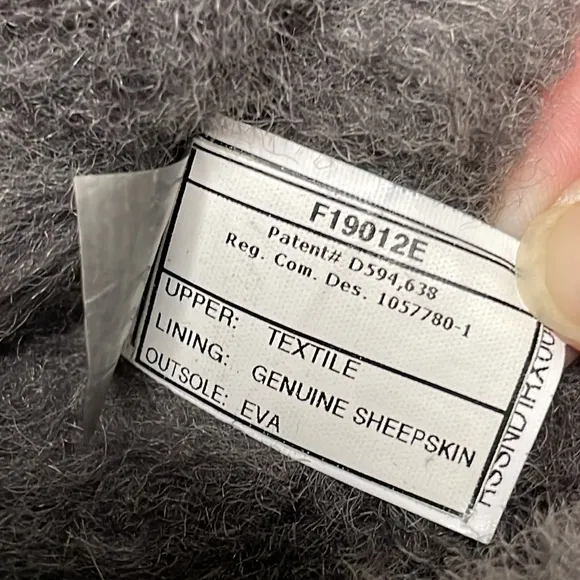 F19012E
Patent# D594,638
Reg. Com. Des. 1057780-1
UPPER: TEXTILE
LINING: GENUINE SHEEPSKIN
OUTSOLE: EVA